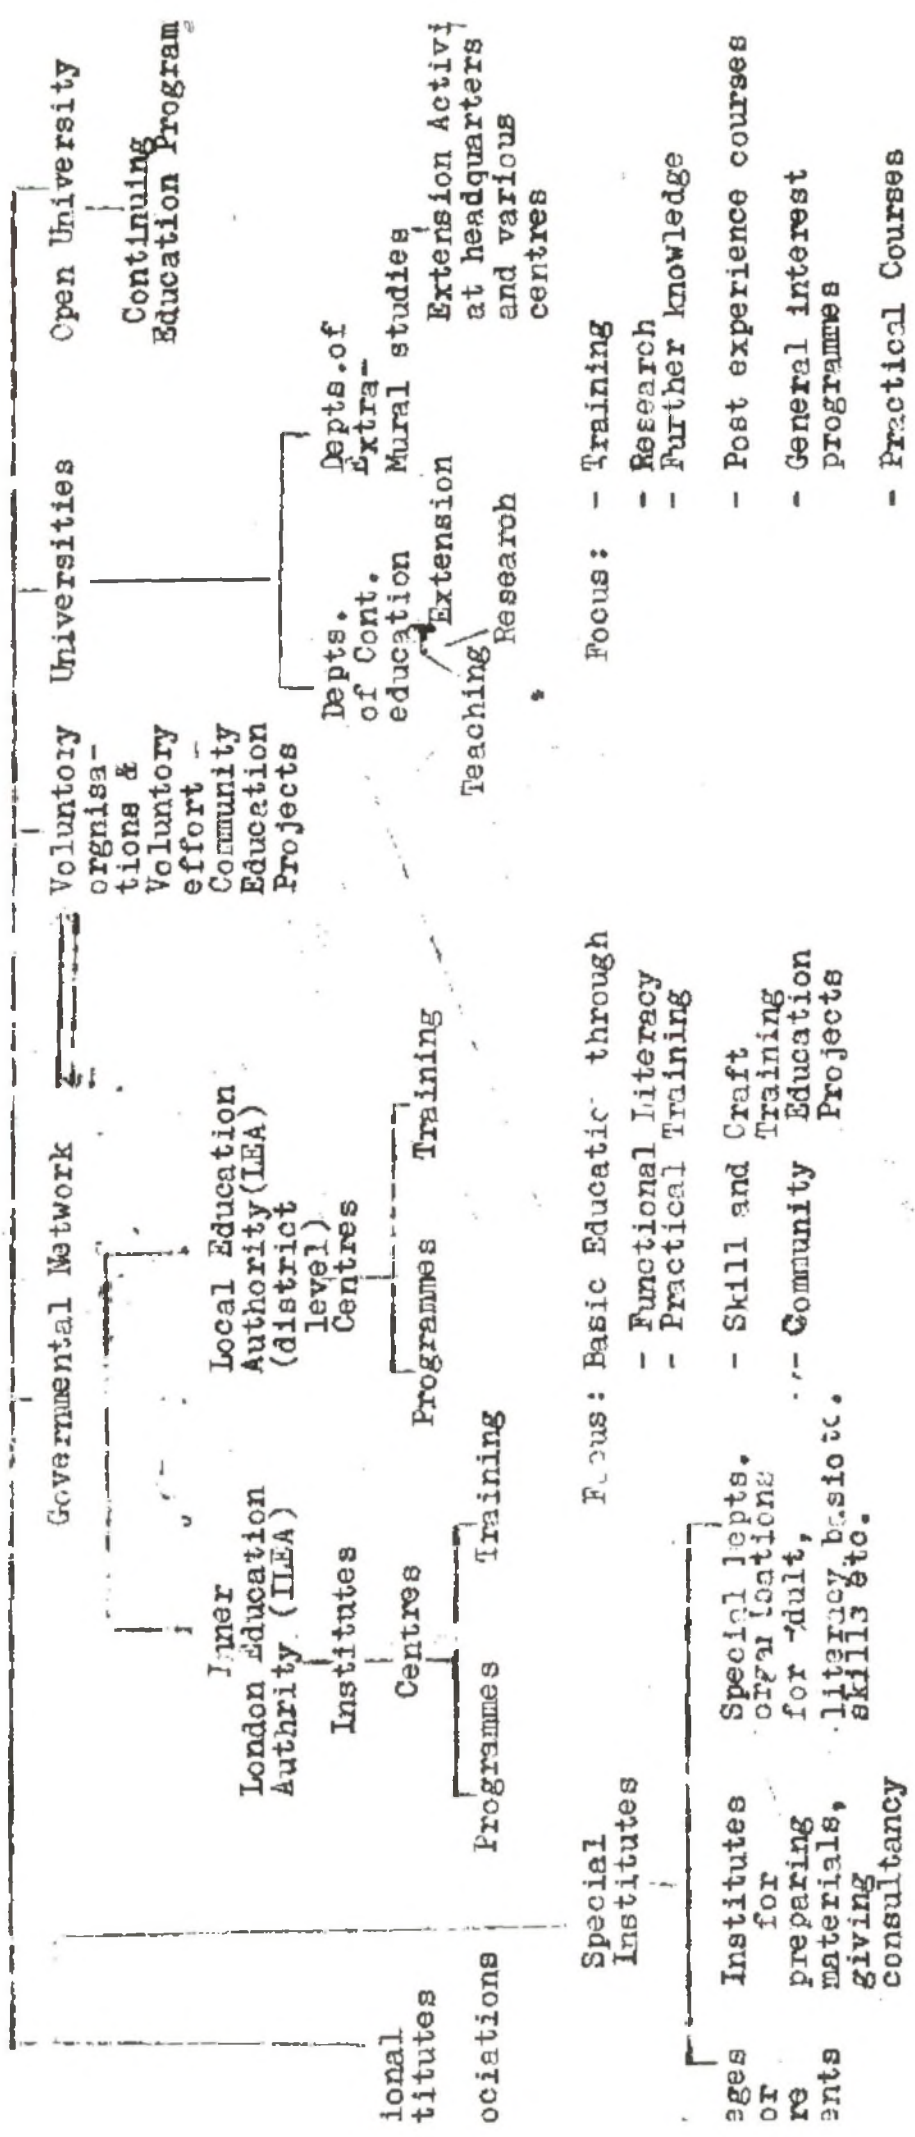 Governmental Network
Voluntory
orgnisa-
tions &
Voluntory
effort -
Community
Education
Projects
Universities
Open University
Continuing
Education Program
Inner
London Education
Authrity (ILEA)
Institutes
Centres
Programmes Training
Local Education
Authority(LEA)
(district
level)
Centres
Programmes Training
Depts.
of Cont.
education
Teaching
Extension
Research
Depts.of
Extra-
Mural studies
Extension Activi
at headquarters
and various
centres
ional
titutes
ociations
Special
Institutes
eges
or
re
ents
Institutes
for
preparing
materials,
giving
consultancy
Special
for
literacy
skills etc.
Basic Education through
- Functional Literacy
- Practical Training
- Skill and Craft
Training
- Community Education
Projects
Focus: - Training
- Research
- Further knowledge
- Post experience courses
- General interest
programmes
- Practical Courses